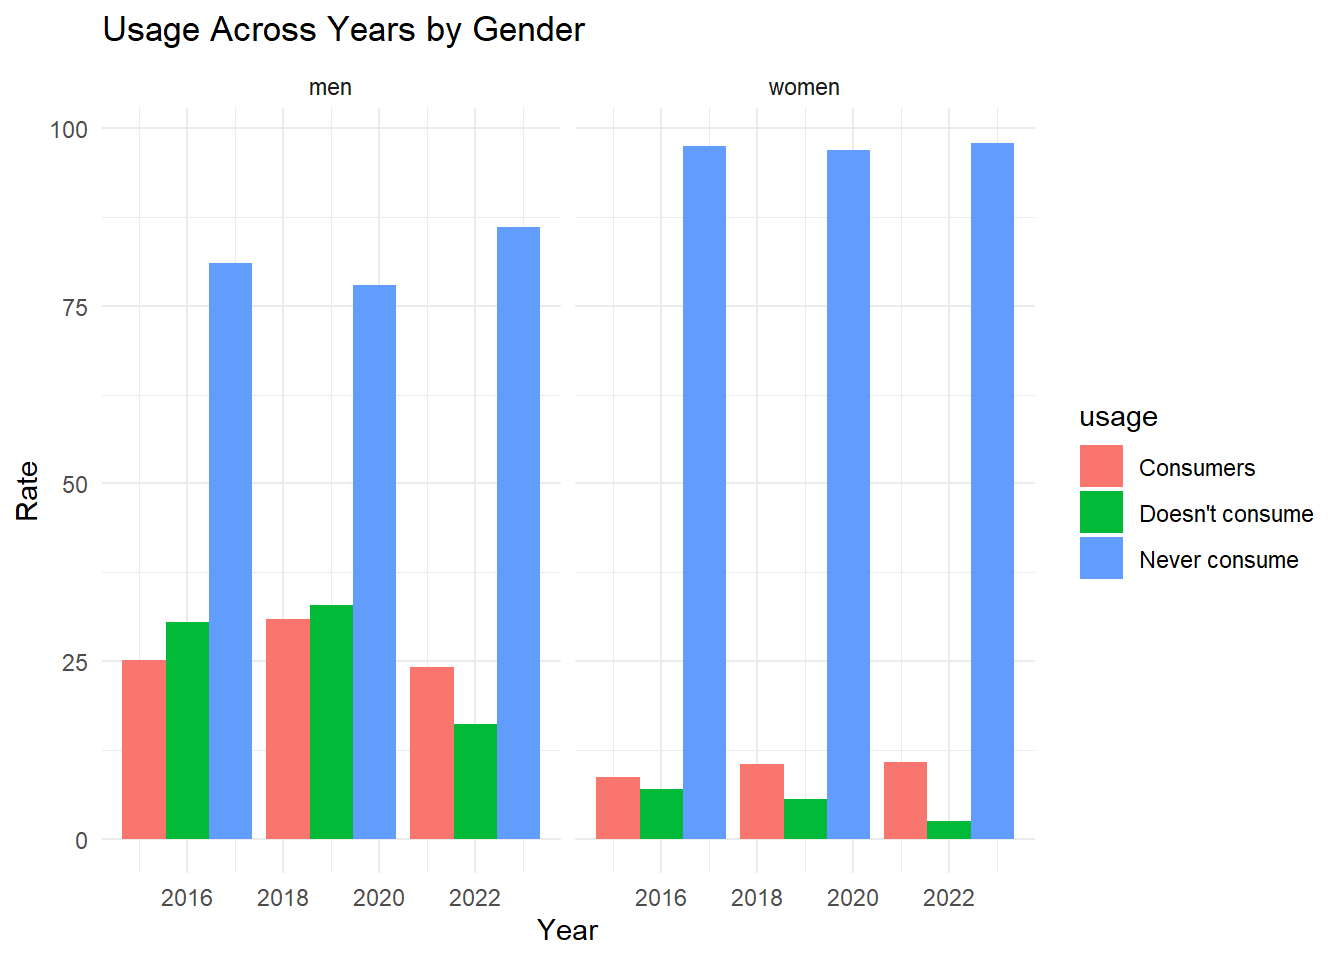 Usage Across Years by Gender
men
women
100
75
50
25
0
Rate
2016 2018 2020 2022
2016 2018 2020 2022
Year
usage
Consumers
Doesn't consume
Never consume